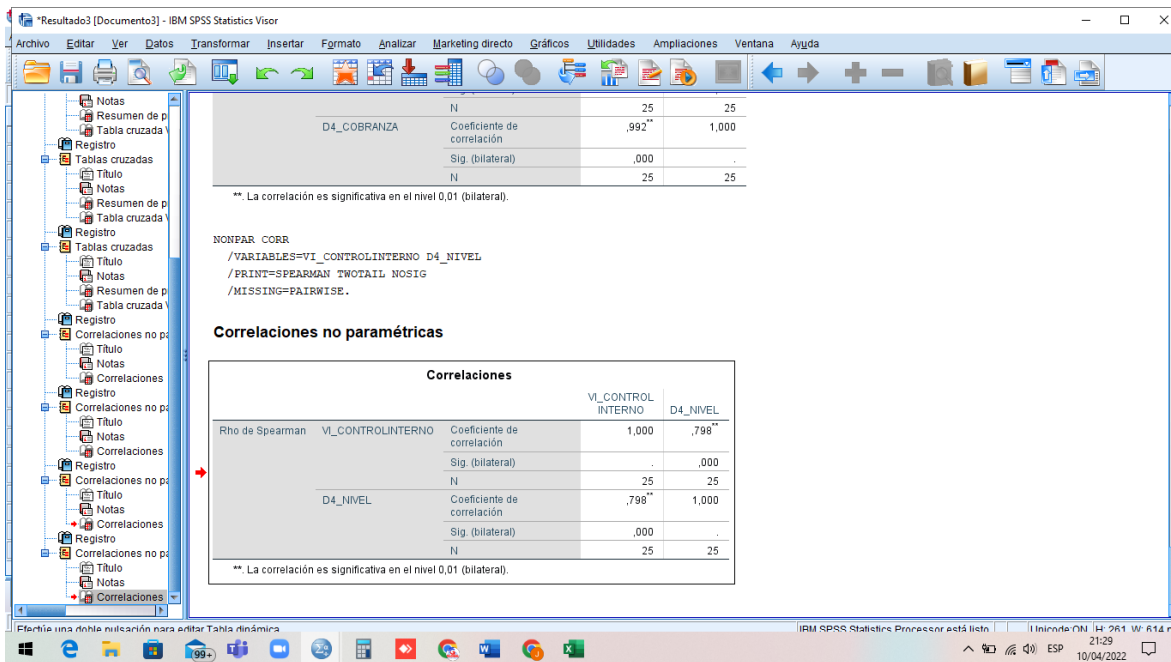 *Resultado3 [Documento3] - IBM SPSS Statistics Visor
Archivo Editar Ver Datos Transformar Insertar Formato Analizar Marketing directo Gráficos Utilidades Ampliaciones Ventana Ayuda
Notas
Resumen de p
Tabla cruzada
Registro
Tablas cruzadas
Título
Notas
Resumen de p
Tabla cruzada
Registro
Tablas cruzadas
Título
Notas
Resumen de p
Tabla cruzada
Registro
Correlaciones no pa
Título
Notas
Correlaciones
Registro
Correlaciones no pa
Título
Notas
Correlaciones
Registro
Correlaciones no pa
Título
Notas
Correlaciones
Registro
Correlaciones no pa
Título
Notas
Correlaciones
N 25 25
D4_COBRANZA Coeficiente de correlación ,992** 1,000
Sig. (bilateral) ,000 .
N 25 25
**. La correlación es significativa en el nivel 0,01 (bilateral).
NONPAR CORR
/VARIABLES=VI_CONTROLINTERNO D4_NIVEL
/PRINT=SPEARMAN TWOTAIL NOSIG
/MISSING=PAIRWISE.
Correlaciones no paramétricas
Correlaciones
VI_CONTROL
INTERNO D4_NIVEL
Rho de Spearman VI_CONTROLINTERNO Coeficiente de correlación 1,000 ,798**
Sig. (bilateral) . ,000
N 25 25
D4_NIVEL Coeficiente de correlación ,798** 1,000
Sig. (bilateral) ,000 .
N 25 25
**. La correlación es significativa en el nivel 0,01 (bilateral).
Efectúe una doble pulsación para editar Tabla dinámica
IBM SPSS Statistics Processor está listo Unicode:ON H: 261, W: 614
99+ ESP 21:29
10/04/2022